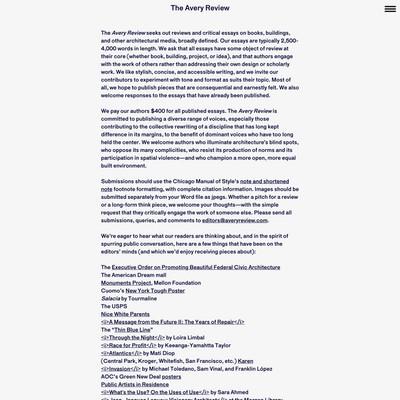 The Avery Review
The Avery Review seeks out reviews and critical essays on books, buildings,
and other architectural media, broadly defined. Our essays are typically 2,500-
4,000 words in length. We ask that all essays have some object of review at
their core (whether book, building, project, or idea), and that authors engage
with the work of others rather than addressing their own design or scholarly
work. We like stylish, concise, and accessible writing, and we invite our
contributors to experiment with tone and format as suits their topic. Most of
all, we hope to publish pieces that are consequential and earnestly felt. We also
welcome responses to the essays that have already been published.
We pay our authors $400 for all published essays. The Avery Review is
committed to publishing a diverse range of voices, especially those
contributing to the collective rewriting of a discipline that has long kept
difference in its margins, to the benefit of dominant voices who have too long
held the center. We welcome authors who illuminate architecture's blind spots,
who oppose its many complicities, who resist its production of norms and its
participation in spatial violence—and who champion a more open, more equal
built environment.
Submissions should use the Chicago Manual of Style's note and shortened
note footnote formatting, with complete citation information. Images should be
submitted separately from your Word file as jpegs. Whether a pitch for a review
or a long-form think piece, we welcome your thoughts—with the simple
request that they critically engage the work of someone else. Please send all
submissions, queries, and comments to editors@averyreview.com.
We're eager to hear what our readers are thinking about, and in the spirit of
spurring public conversation, here are a few things that have been on the
editors' minds (and which we'd enjoy receiving pieces about):
The Executive Order on Promoting Beautiful Federal Civic Architecture
The American Dream mall
Monuments Project, Mellon Foundation
Cuomo's New York Tough Poster
Salacia by Tourmaline
The USPS
Nice White Parents
<i>A Message from the Future II: The Years of Repair</i>
The "Thin Blue Line"
<i>Through the Night</i> by Loira Limbal
<i>Race for Profit</i> by Keeanga-Yamahtta Taylor
<i>Atlantics</i> by Mati Diop
(Central Park, Kroger, Whitefish, San Francisco, etc.) Karen
<i>Invasion</i> by Michael Toledano, Sam Vinal, and Franklin López
AOC's Green New Deal posters
Public Artists in Residence
<i>What's the Use? On the Uses of Use</i> by Sara Ahmed